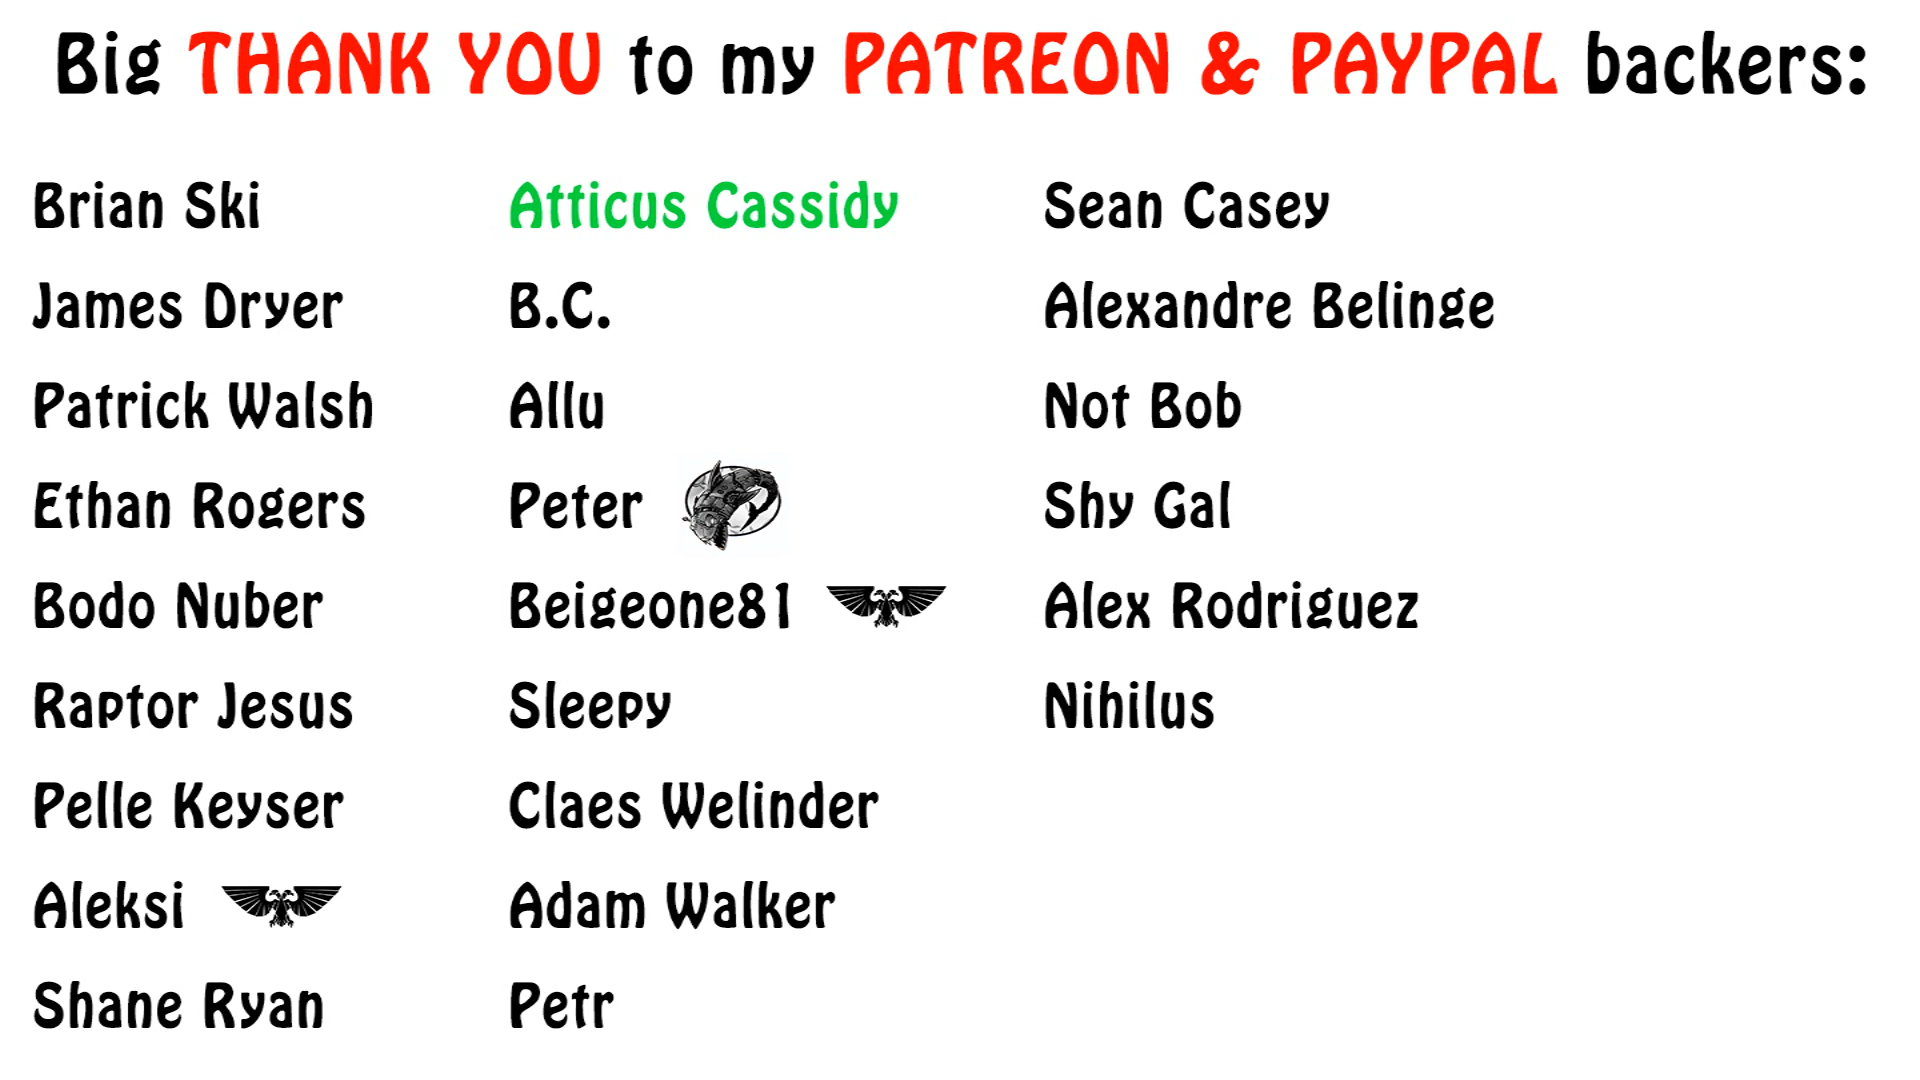 Big THANK YOU to my PATREON & PAYPAL backers:
Brian Ski
James Dryer
Patrick Walsh
Ethan Rogers
Bodo Nuber
Raptor Jesus
Pelle Keyser
Aleksi
Shane Ryan
Atticus Cassidy
B.C.
Allu
Peter
Beigeone81
Sleepy
Claes Welinder
Adam Walker
Petr
Sean Casey
Alexandre Belinge
Not Bob
Shy Gal
Alex Rodriguez
Nihilus